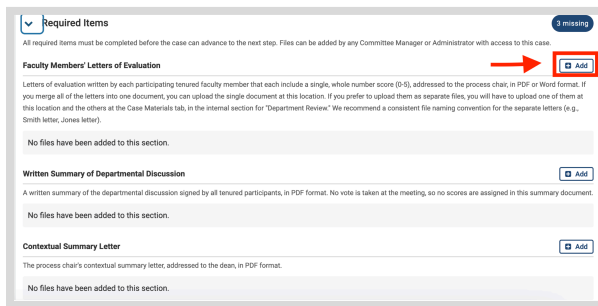 Required Items
3 missing
All required items must be completed before the case can advance to the next step. Files can be added by any Committee Manager or Administrator with access to this case.
Faculty Members' Letters of Evaluation
Add
Letters of evaluation written by each participating tenured faculty member that each include a single, whole number score (0-5), addressed to the process chair, in PDF or Word format. If
you merge all of the letters into one document, you can upload the single document at this location. If you prefer to upload them as separate files, you will have to upload one of them at
this location and the others at the Case Materials tab, in the internal section for "Department Review." We recommend a consistent file naming convention for the separate letters (e.g.,
Smith letter, Jones letter).
No files have been added to this section.
Written Summary of Departmental Discussion
Add
A written summary of the departmental discussion signed by all tenured participants, in PDF format. No vote is taken at the meeting, so no scores are assigned in this summary document.
No files have been added to this section.
Contextual Summary Letter
Add
The process chair's contextual summary letter, addressed to the dean, in PDF format.
No files have been added to this section.